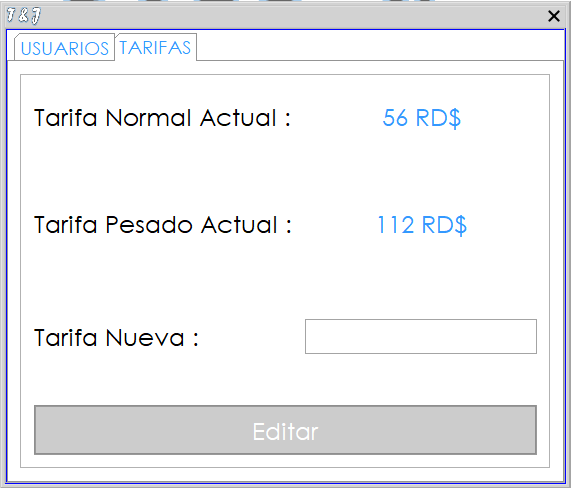 T & J
USUARIOS TARIFAS
Tarifa Normal Actual : 56 RD$
Tarifa Pesado Actual : 112 RD$
Tarifa Nueva :
Editar